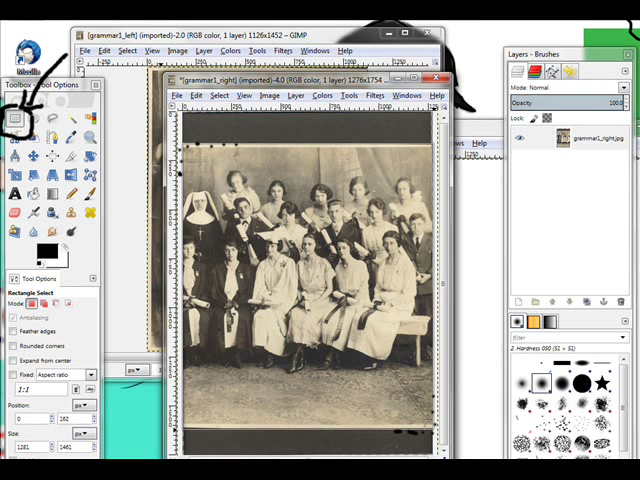 [grammar1_left] (imported)-2.0 (RGB color, 1 layer) 1126x1452 – GIMP
File Edit Select View Image Layer Colors Tools Filters Windows Help
Mozilla
Toolbox - Tool Options
*[grammar1_right] (imported)-4.0 (RGB color, 1 layer) 1276x1754 ...
File Edit Select View Image Layer Colors Tools Filters Windows Help
Layers - Brushes
Mode: Normal
Opacity 100.0
Lock:
grammar1_right.jpg
Tool Options
Rectangle Select
Mode:
Antialiasing
Feather edges
Rounded corners
Expand from center
Fixed: Aspect ratio
1:1
Position: px
0 162
Size: px
1281 1461
px
filter
2. Hardness 050 (51 × 51)